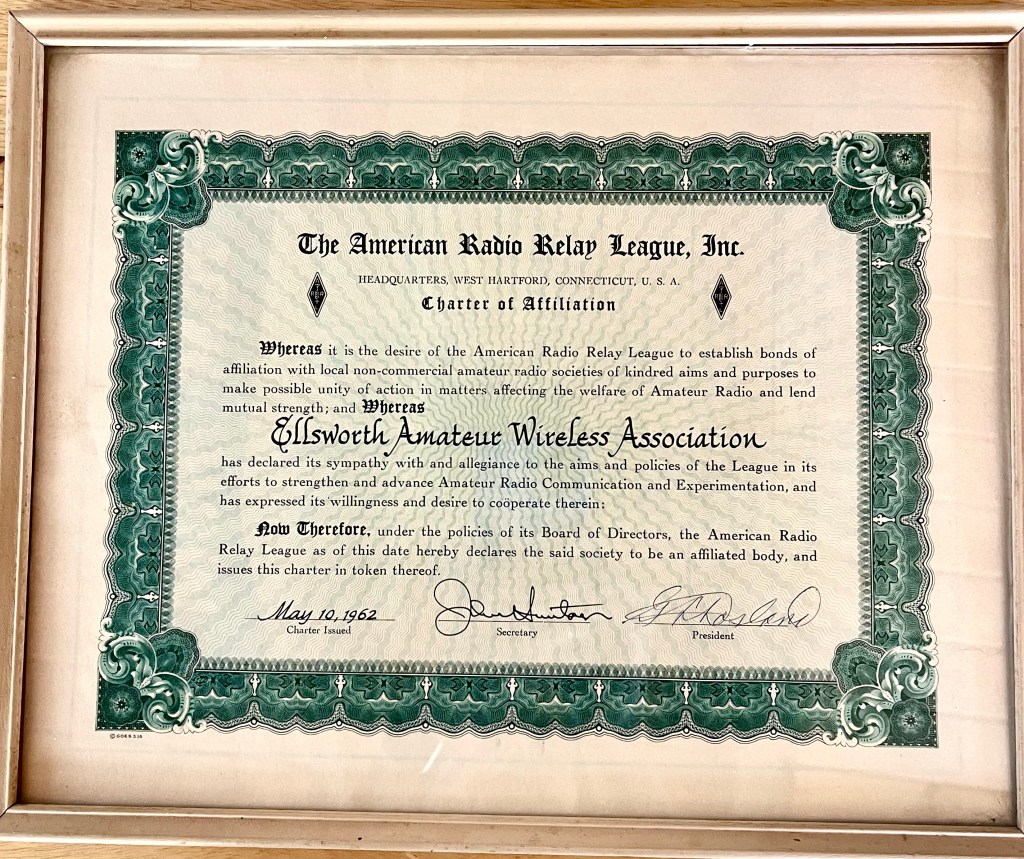 The American Radio Relay League, Inc.
HEADQUARTERS, WEST HARTFORD, CONNECTICUT, U. S. A.
Charter of Affiliation
Whereas it is the desire of the American Radio Relay League to establish bonds of
affiliation with local non-commercial amateur radio societies of kindred aims and purposes to
make possible unity of action in matters affecting the welfare of Amateur Radio and lend
mutual strength; and Whereas
Ellsworth Amateur Wireless Association
has declared its sympathy with and allegiance to the aims and policies of the League in its
efforts to strengthen and advance Amateur Radio Communication and Experimentation, and
has expressed its willingness and desire to coöperate therein:
Now Therefore, under the policies of its Board of Directors, the American Radio
Relay League as of this date hereby declares the said society to be an affiliated body, and
issues this charter in token thereof.
May 10, 1962
Charter Issued
Secretary
President
© GOES 316